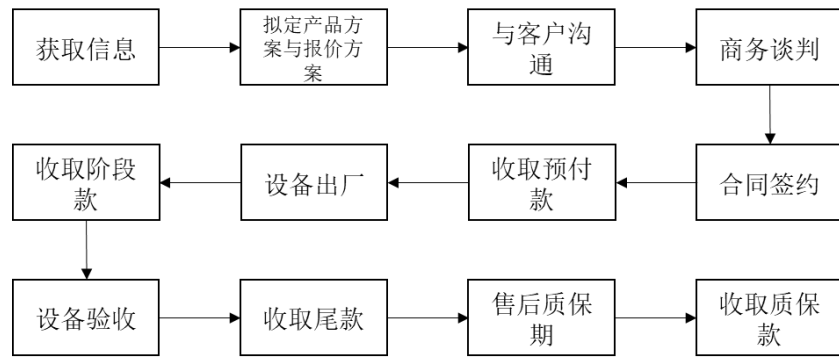 获取信息
拟定产品方
案与报价方
案
与客户沟
通
商务谈判
收取阶段
款
设备出厂
收取预付
款
合同签约
设备验收
收取尾款
售后质保
期
收取质保
款